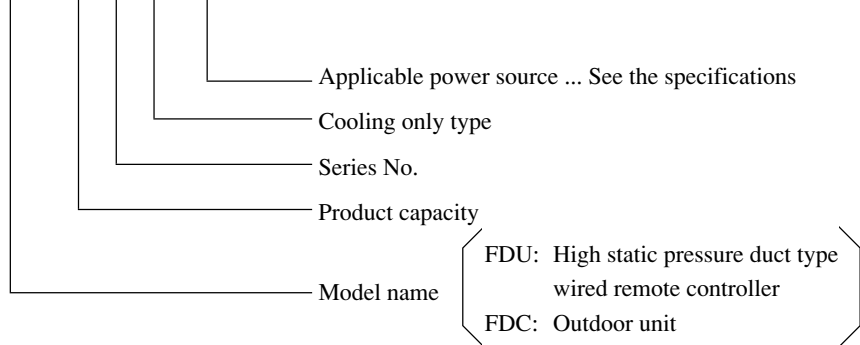 Applicable power source ... See the specifications
Cooling only type
Series No.
Product capacity
Model name
FDU: High static pressure duct type
wired remote controller
FDC: Outdoor unit